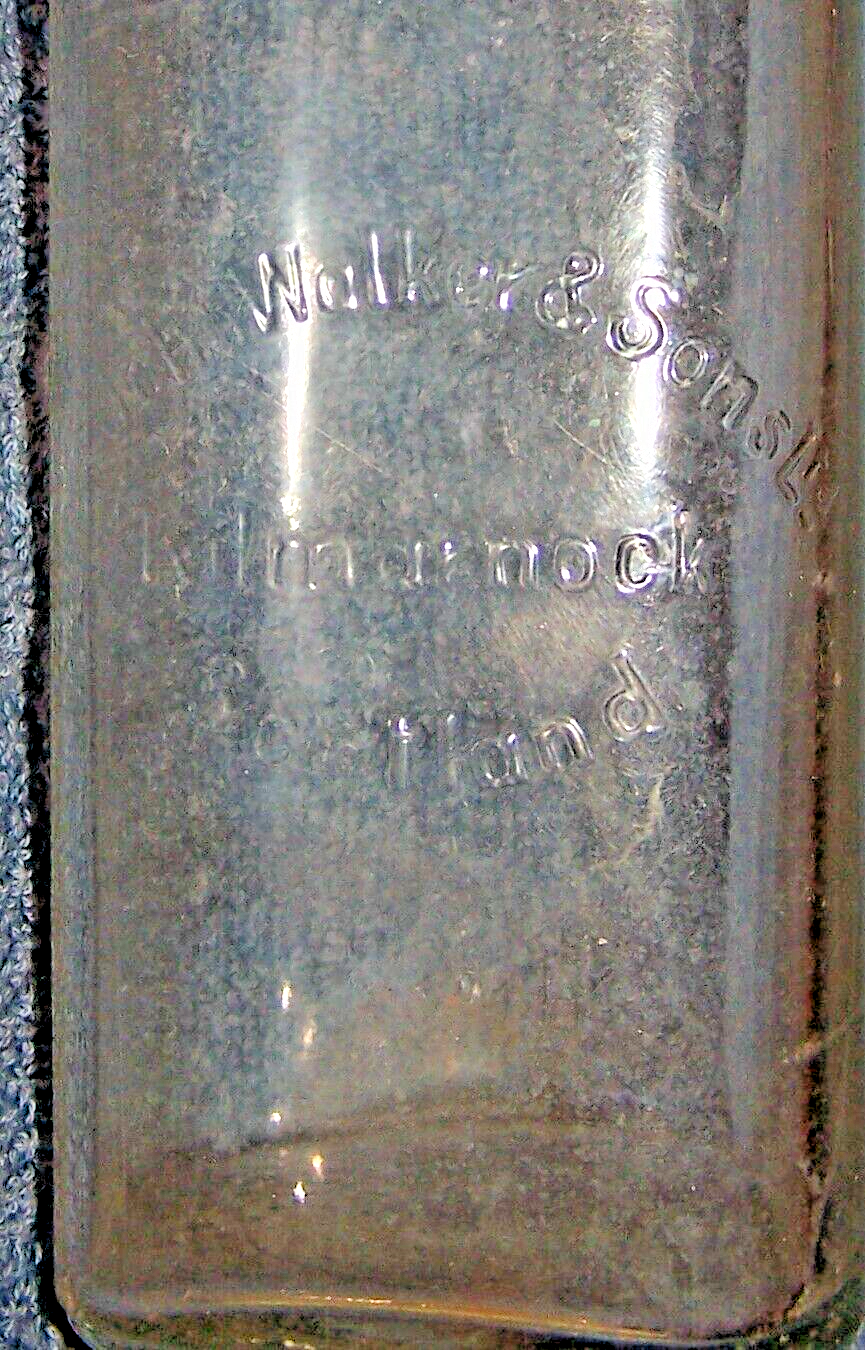 Walker & Sons Ld
Kilmarnock
Scotland